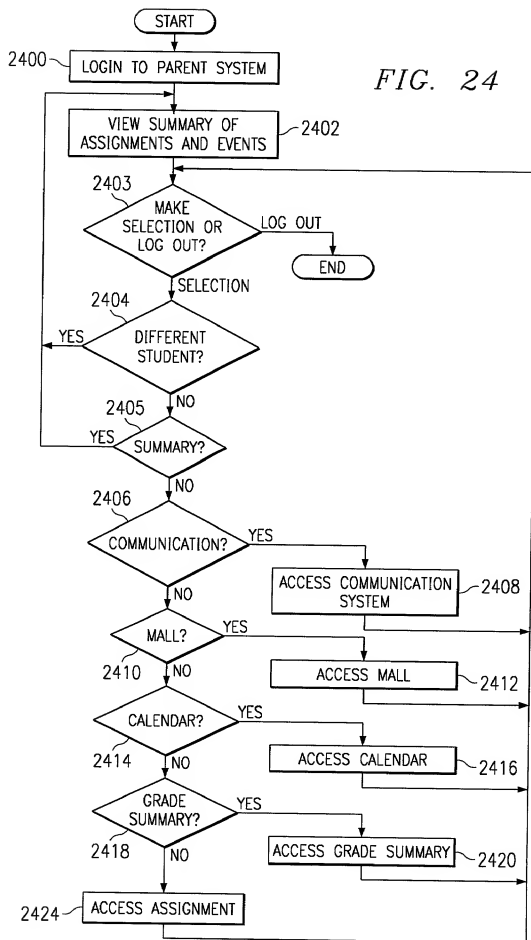 START
2400
LOGIN TO PARENT SYSTEM
FIG. 24
VIEW SUMMARY OF
ASSIGNMENTS AND EVENTS
2402
2403
MAKE
SELECTION OR
LOG OUT?
LOG OUT
END
SELECTION
2404
YES
DIFFERENT
STUDENT?
NO
2405
YES
SUMMARY?
NO
2406
COMMUNICATION?
YES
ACCESS COMMUNICATION
SYSTEM
2408
NO
MALL?
YES
2410
NO
ACCESS MALL
2412
CALENDAR?
YES
2414
NO
ACCESS CALENDAR
2416
GRADE
SUMMARY?
YES
2418
NO
ACCESS GRADE SUMMARY
2420
2424
ACCESS ASSIGNMENT